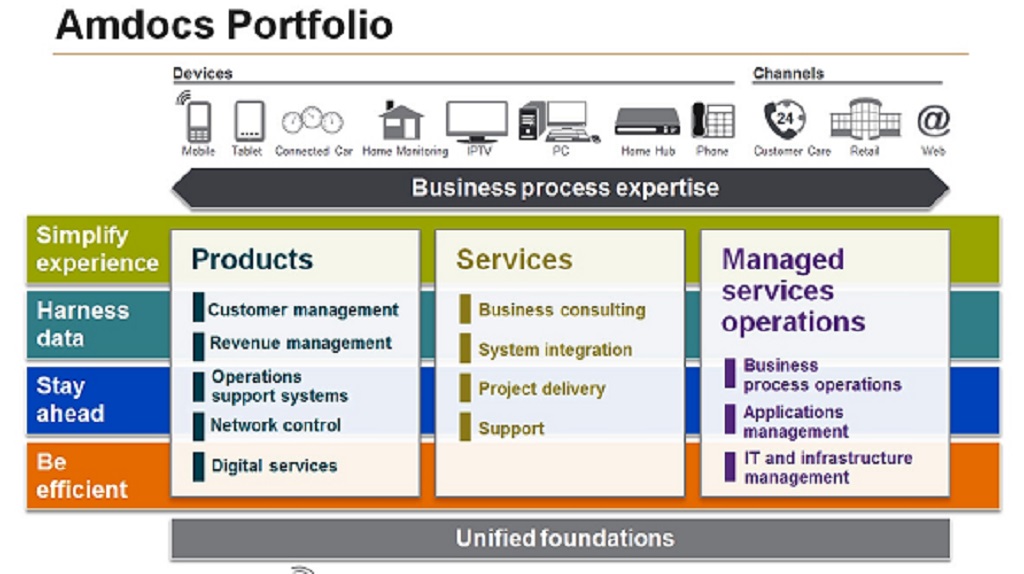 Amdocs Portfolio
Devices
Channels
Mobile
Tablet
Connected Car
Home Monitoring
IPTV
PC
Home Hub
Phone
24
Customer Care
Retail
@
Web
Business process expertise
Simplify
experience
Harness
data
Stay
ahead
Be
efficient
Products
Customer management
Revenue management
Operations
support systems
Network control
Digital services
Services
Business consulting
System integration
Project delivery
Support
Managed
services
operations
Business
process operations
Applications
management
IT and infrastructure
management
Unified foundations